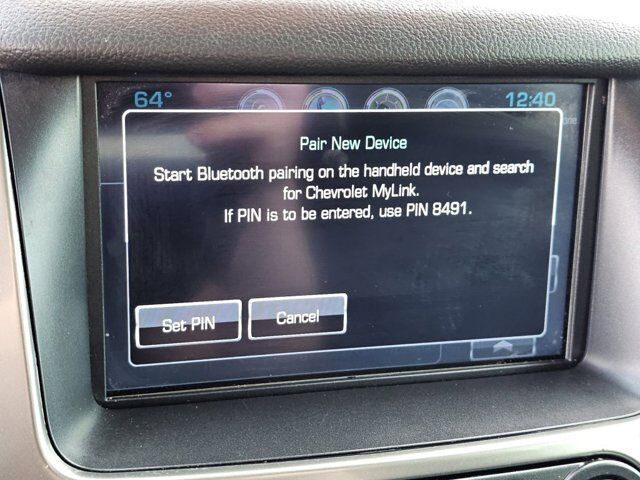 64° 12:40
Pair New Device
Start Bluetooth pairing on the handheld device and search
for Chevrolet MyLink.
If PIN is to be entered, use PIN 8491.
Set PIN Cancel